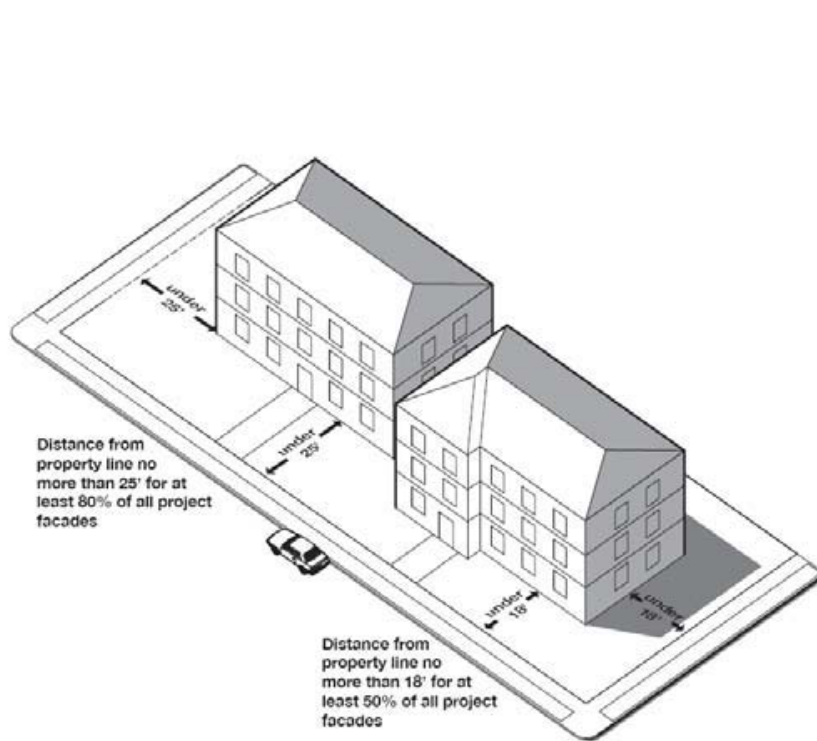 under
25'
under
25'
Distance from
property line no
more than 25' for at
least 80% of all project
facades
under
18'
under
18'
Distance from
property line no
more than 18' for at
least 50% of all project
facades